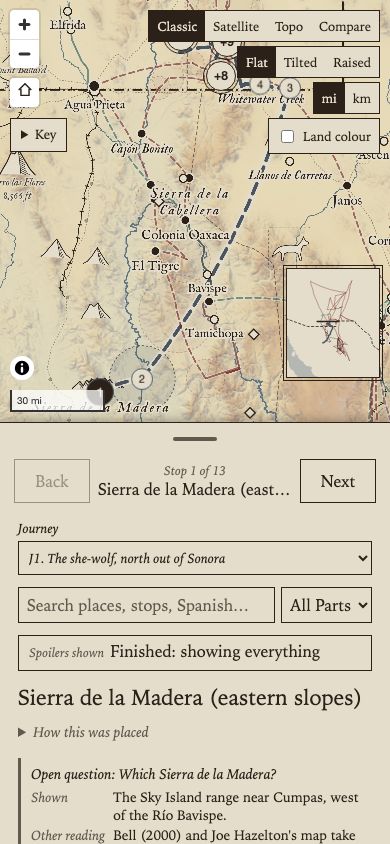 +
−
Elfrida
Classic
Satellite
Topo
Compare
+9
+8
Flat
Tilted
Raised
4
3
mi
km
Agua Prieta
Whitewater Creek
Key
Cajón Bonito
Land colour
Llanos de Carretas
8,563 ft
Sierra de la
Cabellera
Janos
Colonia Oaxaca
El Tigre
Bavispe
Tamichopa
2
30 mi
Sierra de la Madera
Back
Stop 1 of 13
Sierra de la Madera (east…
Next
Journey
J1. The she-wolf, north out of Sonora
Search places, stops, Spanish…
All Parts
Spoilers shown Finished: showing everything
Sierra de la Madera (eastern slopes)
How this was placed
Open question: Which Sierra de la Madera?
Shown The Sky Island range near Cumpas, west
of the Río Bavispe.
Other reading Bell (2000) and Joe Hazelton's map take